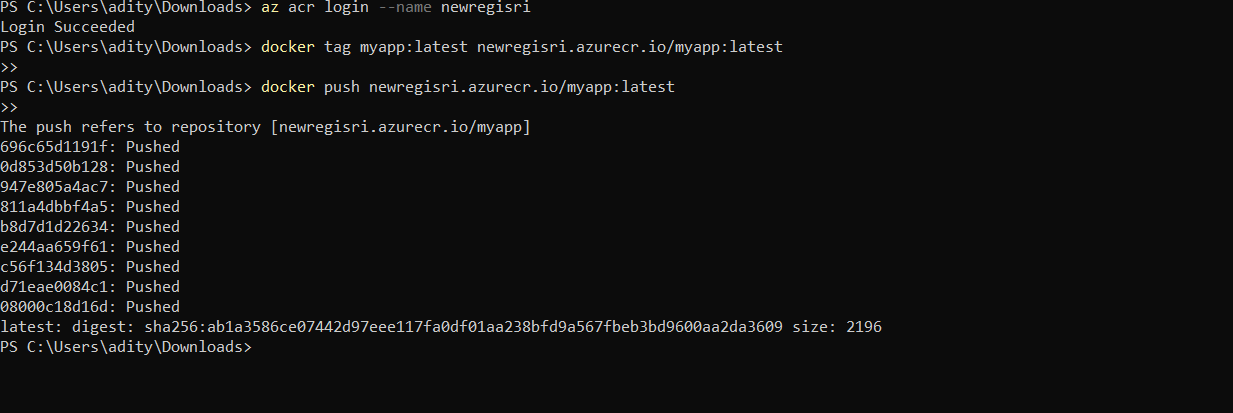 PS C:\Users\adity\Downloads> az acr login --name newregisri
Login Succeeded
PS C:\Users\adity\Downloads> docker tag myapp:latest newregisri.azurecr.io/myapp:latest
>>
PS C:\Users\adity\Downloads> docker push newregisri.azurecr.io/myapp:latest
>>
The push refers to repository [newregisri.azurecr.io/myapp]
696c65d1191f: Pushed
0d853d50b128: Pushed
947e805a4ac7: Pushed
811a4dbbf4a5: Pushed
b8d7d1d22634: Pushed
e244aa659f61: Pushed
c56f134d3805: Pushed
d71eae0084c1: Pushed
08000c18d16d: Pushed
latest: digest: sha256:ab1a3586ce07442d97eee117fa0df01aa238bfd9a567fbeb3bd9600aa2da3609 size: 2196
PS C:\Users\adity\Downloads>